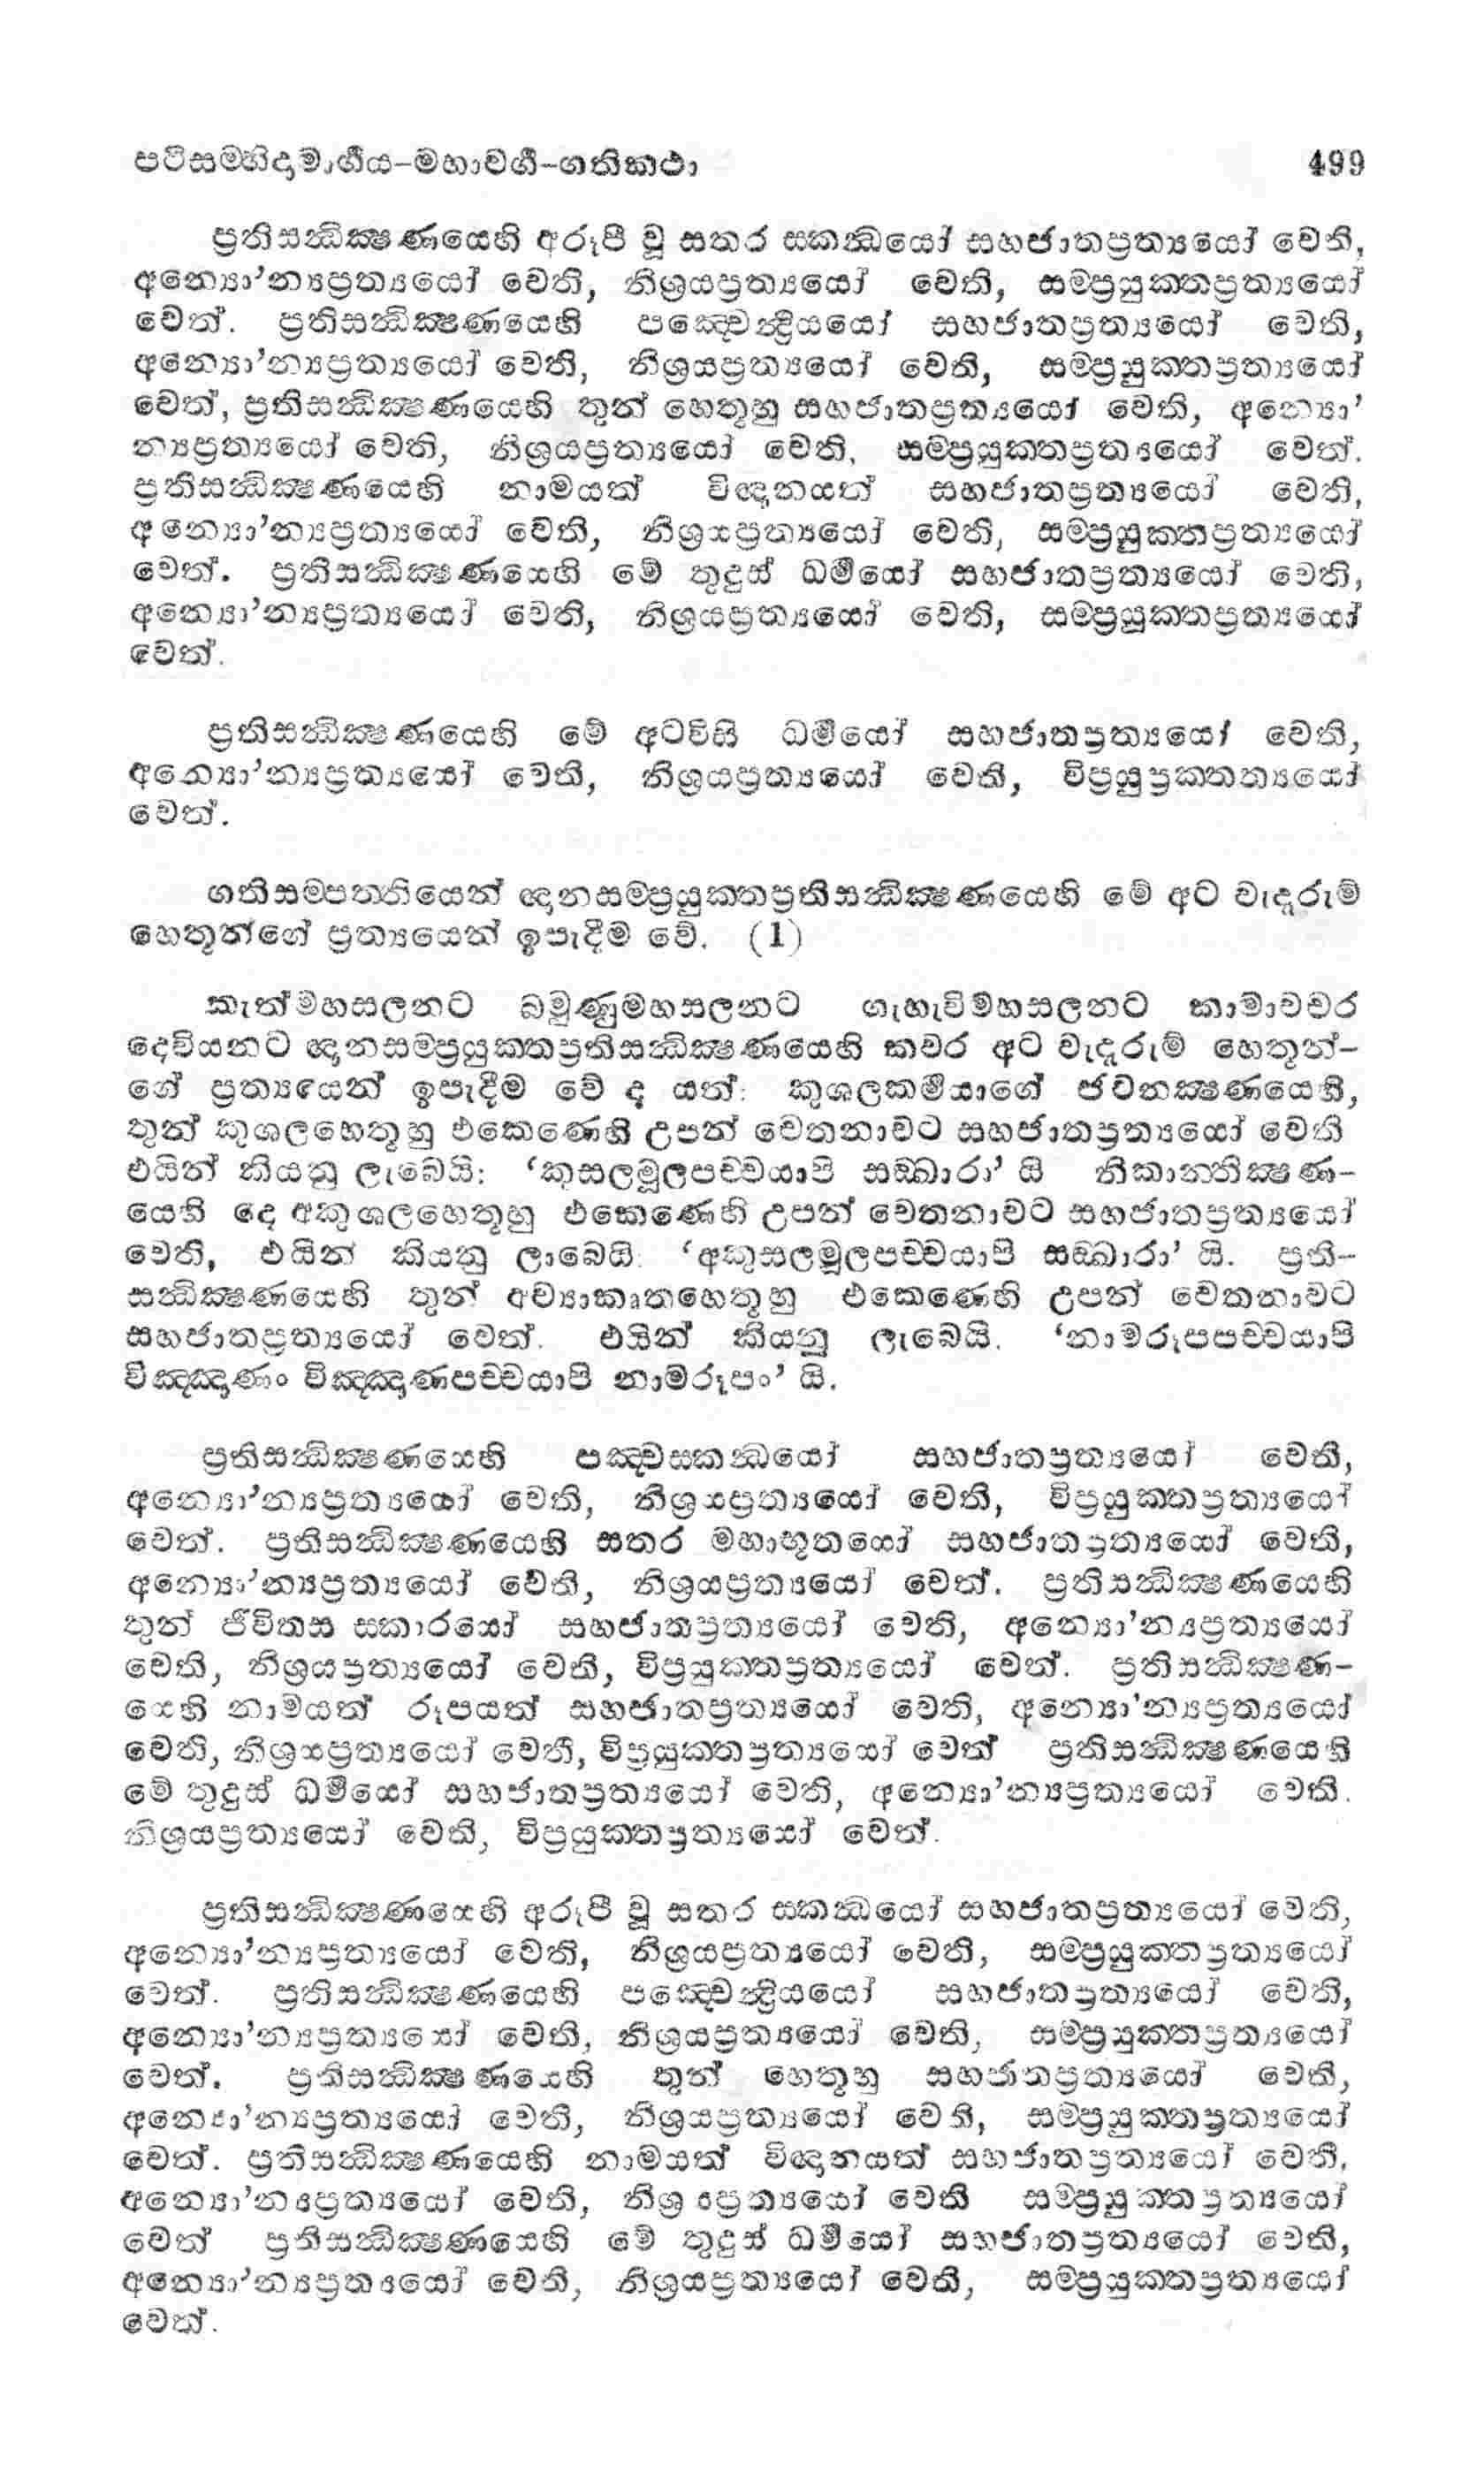 පටිසම්භිදාමාර්ගය–මහාවර්ග–ගතිකථා 499
ප්‍රතිසන්ධික්ෂණයෙහි අරූපී වූ සතර ස්කන්ධයෝ සහජාතප්‍රත්‍යයෝ වෙති,
අන්‍යො'න්‍යප්‍රත්‍යයෝ වෙති, නිශ්‍රයප්‍රත්‍යයෝ වෙති, සම්ප්‍රයුක්තප්‍රත්‍යයෝ
වෙත්. ප්‍රතිසන්ධික්ෂණයෙහි පඤ්චෙන්ද්‍රියයෝ සහජාතප්‍රත්‍යයෝ වෙති,
අන්‍යො'න්‍යප්‍රත්‍යයෝ වෙති, නිශ්‍රයප්‍රත්‍යයෝ වෙති, සම්ප්‍රයුක්තප්‍රත්‍යයෝ
වෙත්, ප්‍රතිසන්ධික්ෂණයෙහි තුන් හෙතූහු සහජාතප්‍රත්‍යයෝ වෙති, අන්‍යො'
න්‍යප්‍රත්‍යයෝ වෙති, නිශ්‍රයප්‍රත්‍යයෝ වෙති, සම්ප්‍රයුක්තප්‍රත්‍යයෝ වෙත්.
ප්‍රතිසන්ධික්ෂණයෙහි නාමයත් විඥානයත් සහජාතප්‍රත්‍යයෝ වෙති,
අන්‍යො'න්‍යප්‍රත්‍යයෝ වෙති, නිශ්‍රයප්‍රත්‍යයෝ වෙති, සම්ප්‍රයුක්තප්‍රත්‍යයෝ
වෙත්. ප්‍රතිසන්ධික්ෂණයෙහි මේ තුදුස් ධර්මයෝ සහජාතප්‍රත්‍යයෝ වෙති,
අන්‍යො'න්‍යප්‍රත්‍යයෝ වෙති, නිශ්‍රයප්‍රත්‍යයෝ වෙති, සම්ප්‍රයුක්තප්‍රත්‍යයෝ
වෙත්.
ප්‍රතිසන්ධික්ෂණයෙහි මේ අටවිසි ධර්මයෝ සහජාතප්‍රත්‍යයෝ වෙති,
අන්‍යො'න්‍යප්‍රත්‍යයෝ වෙති, නිශ්‍රයප්‍රත්‍යයෝ වෙති, විප්‍රයුප්‍රක්තත්‍යයෝ
වෙත්.
ගතිසම්පත්තියෙන් ඥානසම්ප්‍රයුක්තප්‍රතිසන්ධික්ෂණයෙහි මේ අට වැදෑරුම්
හෙතූන්ගේ ප්‍රත්‍යයෙන් ඉපැදීම වේ. (1)
කැත්මහසලනට බමුණුමහසලනට ගැහැවිමහසලනට කාමාවචර
දෙවියනට ඥානසම්ප්‍රයුක්තප්‍රතිසන්ධික්ෂණයෙහි කවර අට වැදෑරුම් හෙතූන්-
ගේ ප්‍රත්‍යයෙන් ඉපැදීම වේ ද යත්: කුශලකර්මයාගේ ජවනක්ෂණයෙහි,
තුන් කුශලහෙතූහු එකෙණෙහි උපන් චෙතනාවට සහජාතප්‍රත්‍යයෝ වෙති
එයින් කියනු ලැබෙයි: ‘කුසලමූලපච්චයාපි සඞ්ඛාරා’ යි නිකාන්තික්ෂණ-
යෙහි දෙ අකුශලහෙතූහු එකෙණෙහි උපන් චෙතනාවට සහජාතප්‍රත්‍යයෝ
වෙති, එයින් කියනු ලාබෙයි: ‘අකුසලමූලපච්චයාපි සඞ්ඛාරා’ යි. ප්‍රති-
සන්ධික්ෂණයෙහි තුන් අව්‍යාකෘතහෙතූහු එකෙණෙහි උපන් චෙතනාවට
සහජාතප්‍රත්‍යයෝ වෙත්. එයින් කියනු ලැබෙයි. ‘නාමරූපපච්චයාපි
විඤ්ඤාණං විඤ්ඤාණපච්චයාපි නාමරූපං’ යි.
ප්‍රතිසන්ධික්ෂණයෙහි පඤ්චස්කන්ධයෝ සහජාතප්‍රත්‍යයෝ වෙති,
අන්‍යො'න්‍යප්‍රත්‍යයෝ වෙති, නිශ්‍රයප්‍රත්‍යයෝ වෙති, විප්‍රයුක්තප්‍රත්‍යයෝ
වෙත්. ප්‍රතිසන්ධික්ෂණයෙහි සතර මහාභූතයෝ සහජාතප්‍රත්‍යයෝ වෙති,
අන්‍යො'න්‍යප්‍රත්‍යයෝ වෙති, නිශ්‍රයප්‍රත්‍යයෝ වෙත්. ප්‍රතිසන්ධික්ෂණයෙහි
තුන් ජීවිතස සකාරයෝ සහජාතප්‍රත්‍යයෝ වෙති, අන්‍යො'න්‍යප්‍රත්‍යයෝ
වෙති, නිශ්‍රයප්‍රත්‍යයෝ වෙති, විප්‍රයුක්තප්‍රත්‍යයෝ වෙත්. ප්‍රතිසන්ධික්ෂණ-
යෙහි නාමයත් රූපයත් සහජාතප්‍රත්‍යයෝ වෙති, අන්‍යො'න්‍යප්‍රත්‍යයෝ
වෙති, නිශ්‍රයප්‍රත්‍යයෝ වෙති, විප්‍රයුක්තප්‍රත්‍යයෝ වෙත් ප්‍රතිසන්ධික්ෂණයෙහි
මේ තුදුස් ධර්මයෝ සහජාතප්‍රත්‍යයෝ වෙති, අන්‍යො'න්‍යප්‍රත්‍යයෝ වෙති.
නිශ්‍රයප්‍රත්‍යයෝ වෙති, විප්‍රයුක්තප්‍රත්‍යයෝ වෙත්.
ප්‍රතිසන්ධික්ෂණයෙහි අරූපී වූ සතර ස්කන්ධයෝ සහජාතප්‍රත්‍යයෝ වෙති,
අන්‍යො'න්‍යප්‍රත්‍යයෝ වෙති, නිශ්‍රයප්‍රත්‍යයෝ වෙති, සම්ප්‍රයුක්තප්‍රත්‍යයෝ
වෙත්. ප්‍රතිසන්ධික්ෂණයෙහි පඤ්චෙන්ද්‍රියයෝ සහජාතප්‍රත්‍යයෝ වෙති,
අන්‍යො'න්‍යප්‍රත්‍යයෝ වෙති, නිශ්‍රයප්‍රත්‍යයෝ වෙති, සම්ප්‍රයුක්තප්‍රත්‍යයෝ
වෙත්. ප්‍රතිසන්ධික්ෂණයෙහි තුන් හෙතූහු සහජාතප්‍රත්‍යයෝ වෙති,
අන්‍යො'න්‍යප්‍රත්‍යයෝ වෙති, නිශ්‍රයප්‍රත්‍යයෝ වෙති, සම්ප්‍රයුක්තප්‍රත්‍යයෝ
වෙත්. ප්‍රතිසන්ධික්ෂණයෙහි නාමයත් විඥානයත් සහජාතප්‍රත්‍යයෝ වෙති,
අන්‍යො'න්‍යප්‍රත්‍යයෝ වෙති, නිශ්‍රයප්‍රත්‍යයෝ වෙති සම්ප්‍රයුක්තප්‍රත්‍යයෝ
වෙත් ප්‍රතිසන්ධික්ෂණයෙහි මේ තුදුස් ධර්මයෝ සහජාතප්‍රත්‍යයෝ වෙති,
අන්‍යො'න්‍යප්‍රත්‍යයෝ වෙති, නිශ්‍රයප්‍රත්‍යයෝ වෙති, සම්ප්‍රයුක්තප්‍රත්‍යයෝ
වෙත්.